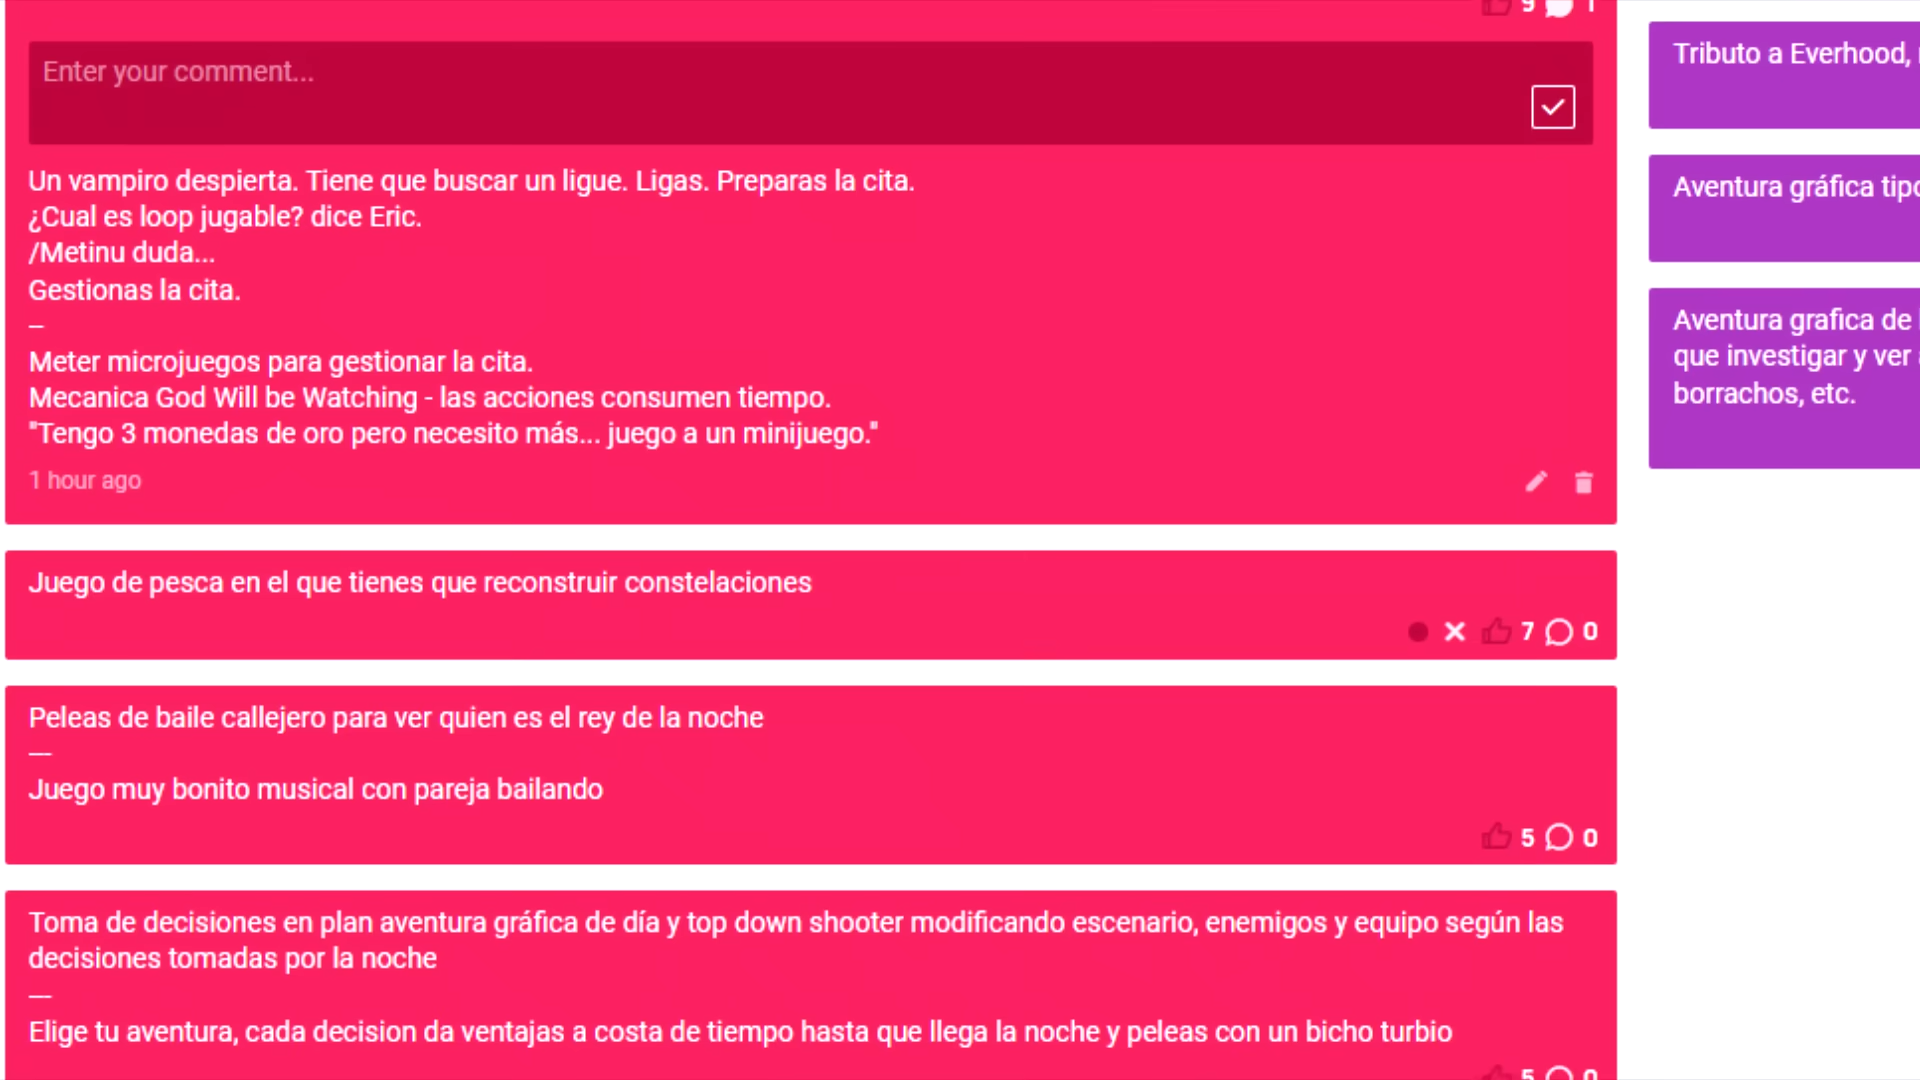 9 1
Enter your comment...
Un vampiro despierta. Tiene que buscar un ligue. Ligas. Preparas la cita.
¿Cual es loop jugable? dice Eric.
/Metinu duda...
Gestionas la cita.
–
Meter microjuegos para gestionar la cita.
Mecanica God Will be Watching - las acciones consumen tiempo.
"Tengo 3 monedas de oro pero necesito más... juego a un minijuego."
1 hour ago
Juego de pesca en el que tienes que reconstruir constelaciones
7 0
Peleas de baile callejero para ver quien es el rey de la noche
—
Juego muy bonito musical con pareja bailando
5 0
Toma de decisiones en plan aventura gráfica de día y top down shooter modificando escenario, enemigos y equipo según las
decisiones tomadas por la noche
—
Elige tu aventura, cada decision da ventajas a costa de tiempo hasta que llega la noche y peleas con un bicho turbio
5 0
Tributo a Everhood,
Aventura gráfica tipo
Aventura grafica de
que investigar y ver
borrachos, etc.